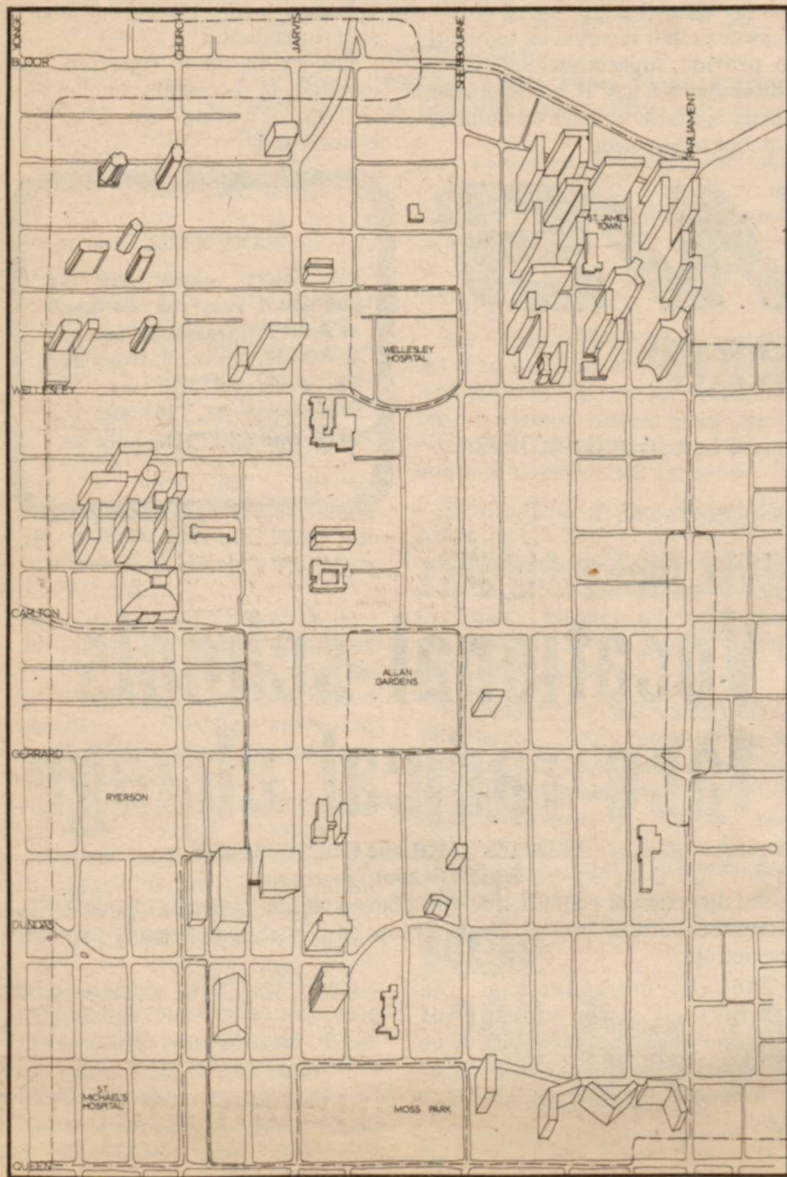 YONGE
CHURCH
JARVIS
SHERBOURNE
PARLIAMENT
BLOOR
ST. JAMES
TOWN
WELLESLEY
HOSPITAL
WELLESLEY
CARLTON
ALLAN
GARDENS
GERRARD
RYERSON
DUNDAS
ST.
MICHAEL'S
HOSPITAL
MOSS PARK
QUEEN